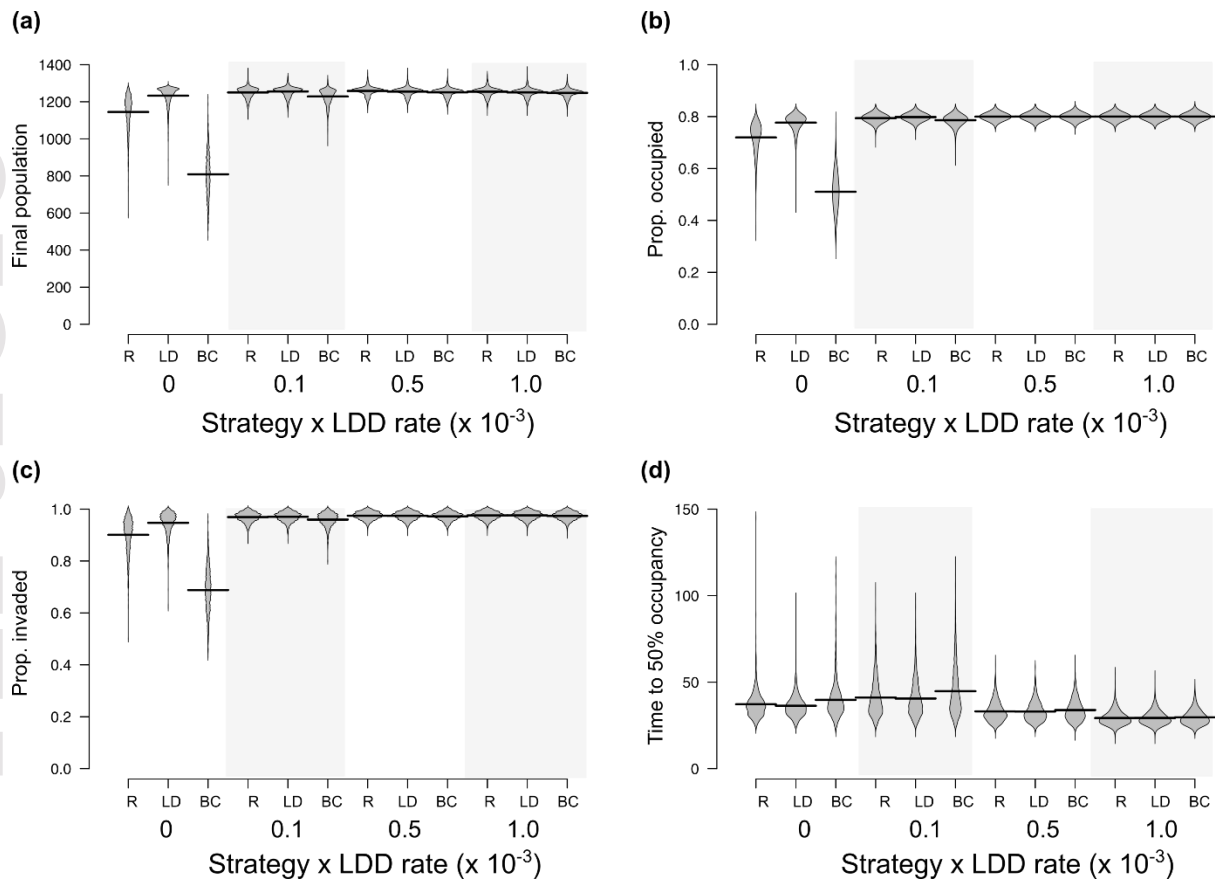 (a)
Final population
1400
1200
1000
800
600
400
200
0
R LD BC R LD BC R LD BC R LD BC
0 0.1 0.5 1.0
Strategy x LDD rate (x 10-3)
(b)
Prop. occupied
1.0
0.8
0.6
0.4
0.2
0.0
R LD BC R LD BC R LD BC R LD BC
0 0.1 0.5 1.0
Strategy x LDD rate (x 10-3)
(c)
Prop. invaded
1.0
0.8
0.6
0.4
0.2
0.0
R LD BC R LD BC R LD BC R LD BC
0 0.1 0.5 1.0
Strategy x LDD rate (x 10-3)
(d)
Time to 50% occupancy
150
100
50
0
R LD BC R LD BC R LD BC R LD BC
0 0.1 0.5 1.0
Strategy x LDD rate (x 10-3)